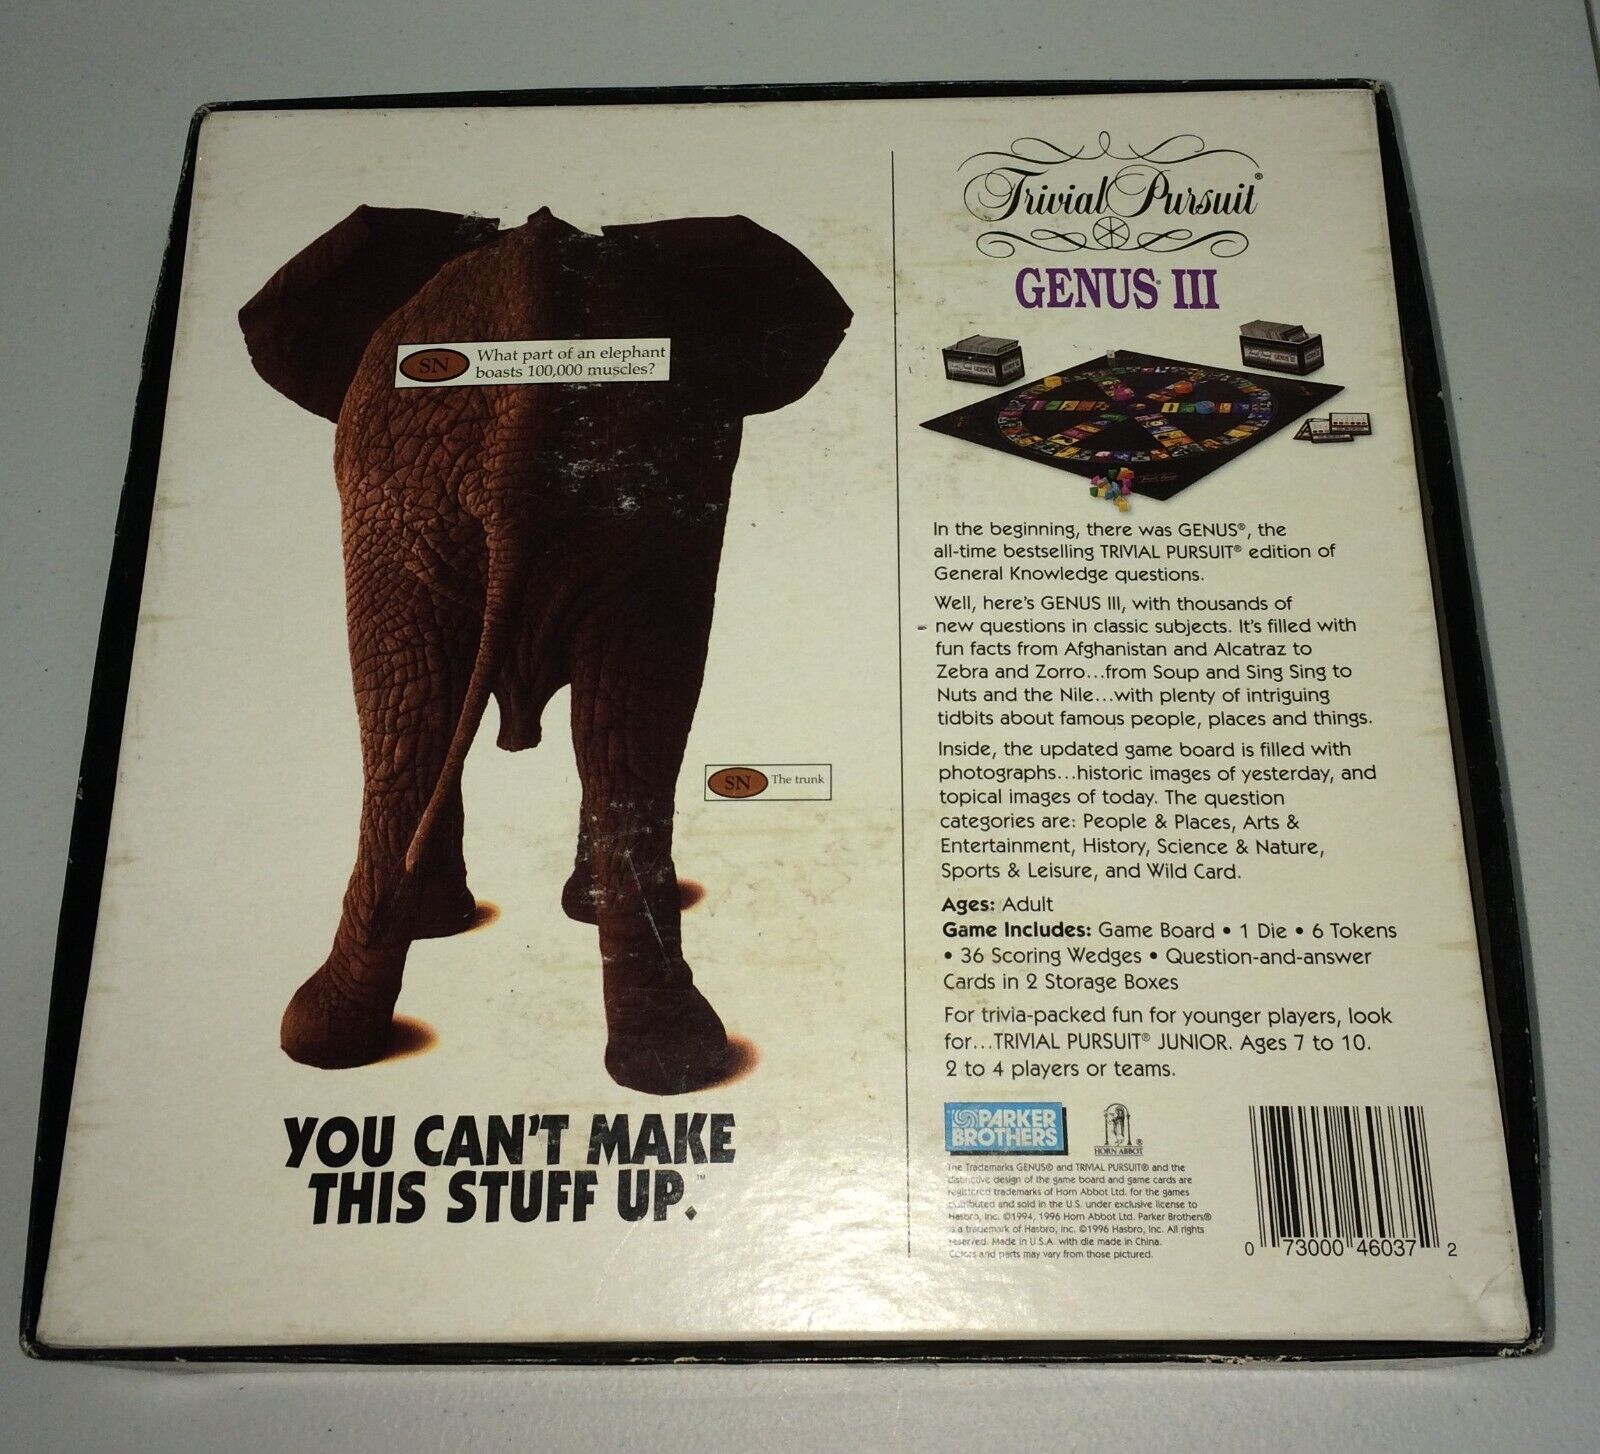 SN
What part of an elephant
boasts 100,000 muscles?
SN
The trunk
YOU CAN'T MAKE
THIS STUFF UP.™
Trivial Pursuit®
GENUS® III
In the beginning, there was GENUS®, the
all-time bestselling TRIVIAL PURSUIT® edition of
General Knowledge questions.
Well, here's GENUS III, with thousands of
new questions in classic subjects. It's filled with
fun facts from Afghanistan and Alcatraz to
Zebra and Zorro...from Soup and Sing Sing to
Nuts and the Nile...with plenty of intriguing
tidbits about famous people, places and things.
Inside, the updated game board is filled with
photographs...historic images of yesterday, and
topical images of today. The question
categories are: People & Places, Arts &
Entertainment, History, Science & Nature,
Sports & Leisure, and Wild Card.
Ages: Adult
Game Includes: Game Board • 1 Die • 6 Tokens
• 36 Scoring Wedges • Question-and-answer
Cards in 2 Storage Boxes
For trivia-packed fun for younger players, look
for...TRIVIAL PURSUIT® JUNIOR. Ages 7 to 10.
2 to 4 players or teams.
PARKER
BROTHERS
HORN ABBOT ®
The Trademarks GENUS® and TRIVIAL PURSUIT® and the
distinctive design of the game board and game cards are
registered trademarks of Horn Abbot Ltd. for the games
distributed and sold in the U.S. under exclusive license to
Hasbro, Inc. ©1994, 1996 Horn Abbot Ltd. Parker Brothers®
is a trademark of Hasbro, Inc. ©1996 Hasbro, Inc. All rights
reserved. Made in U.S.A. with die made in China.
Colors and parts may vary from those pictured.
0 73000 46037 2